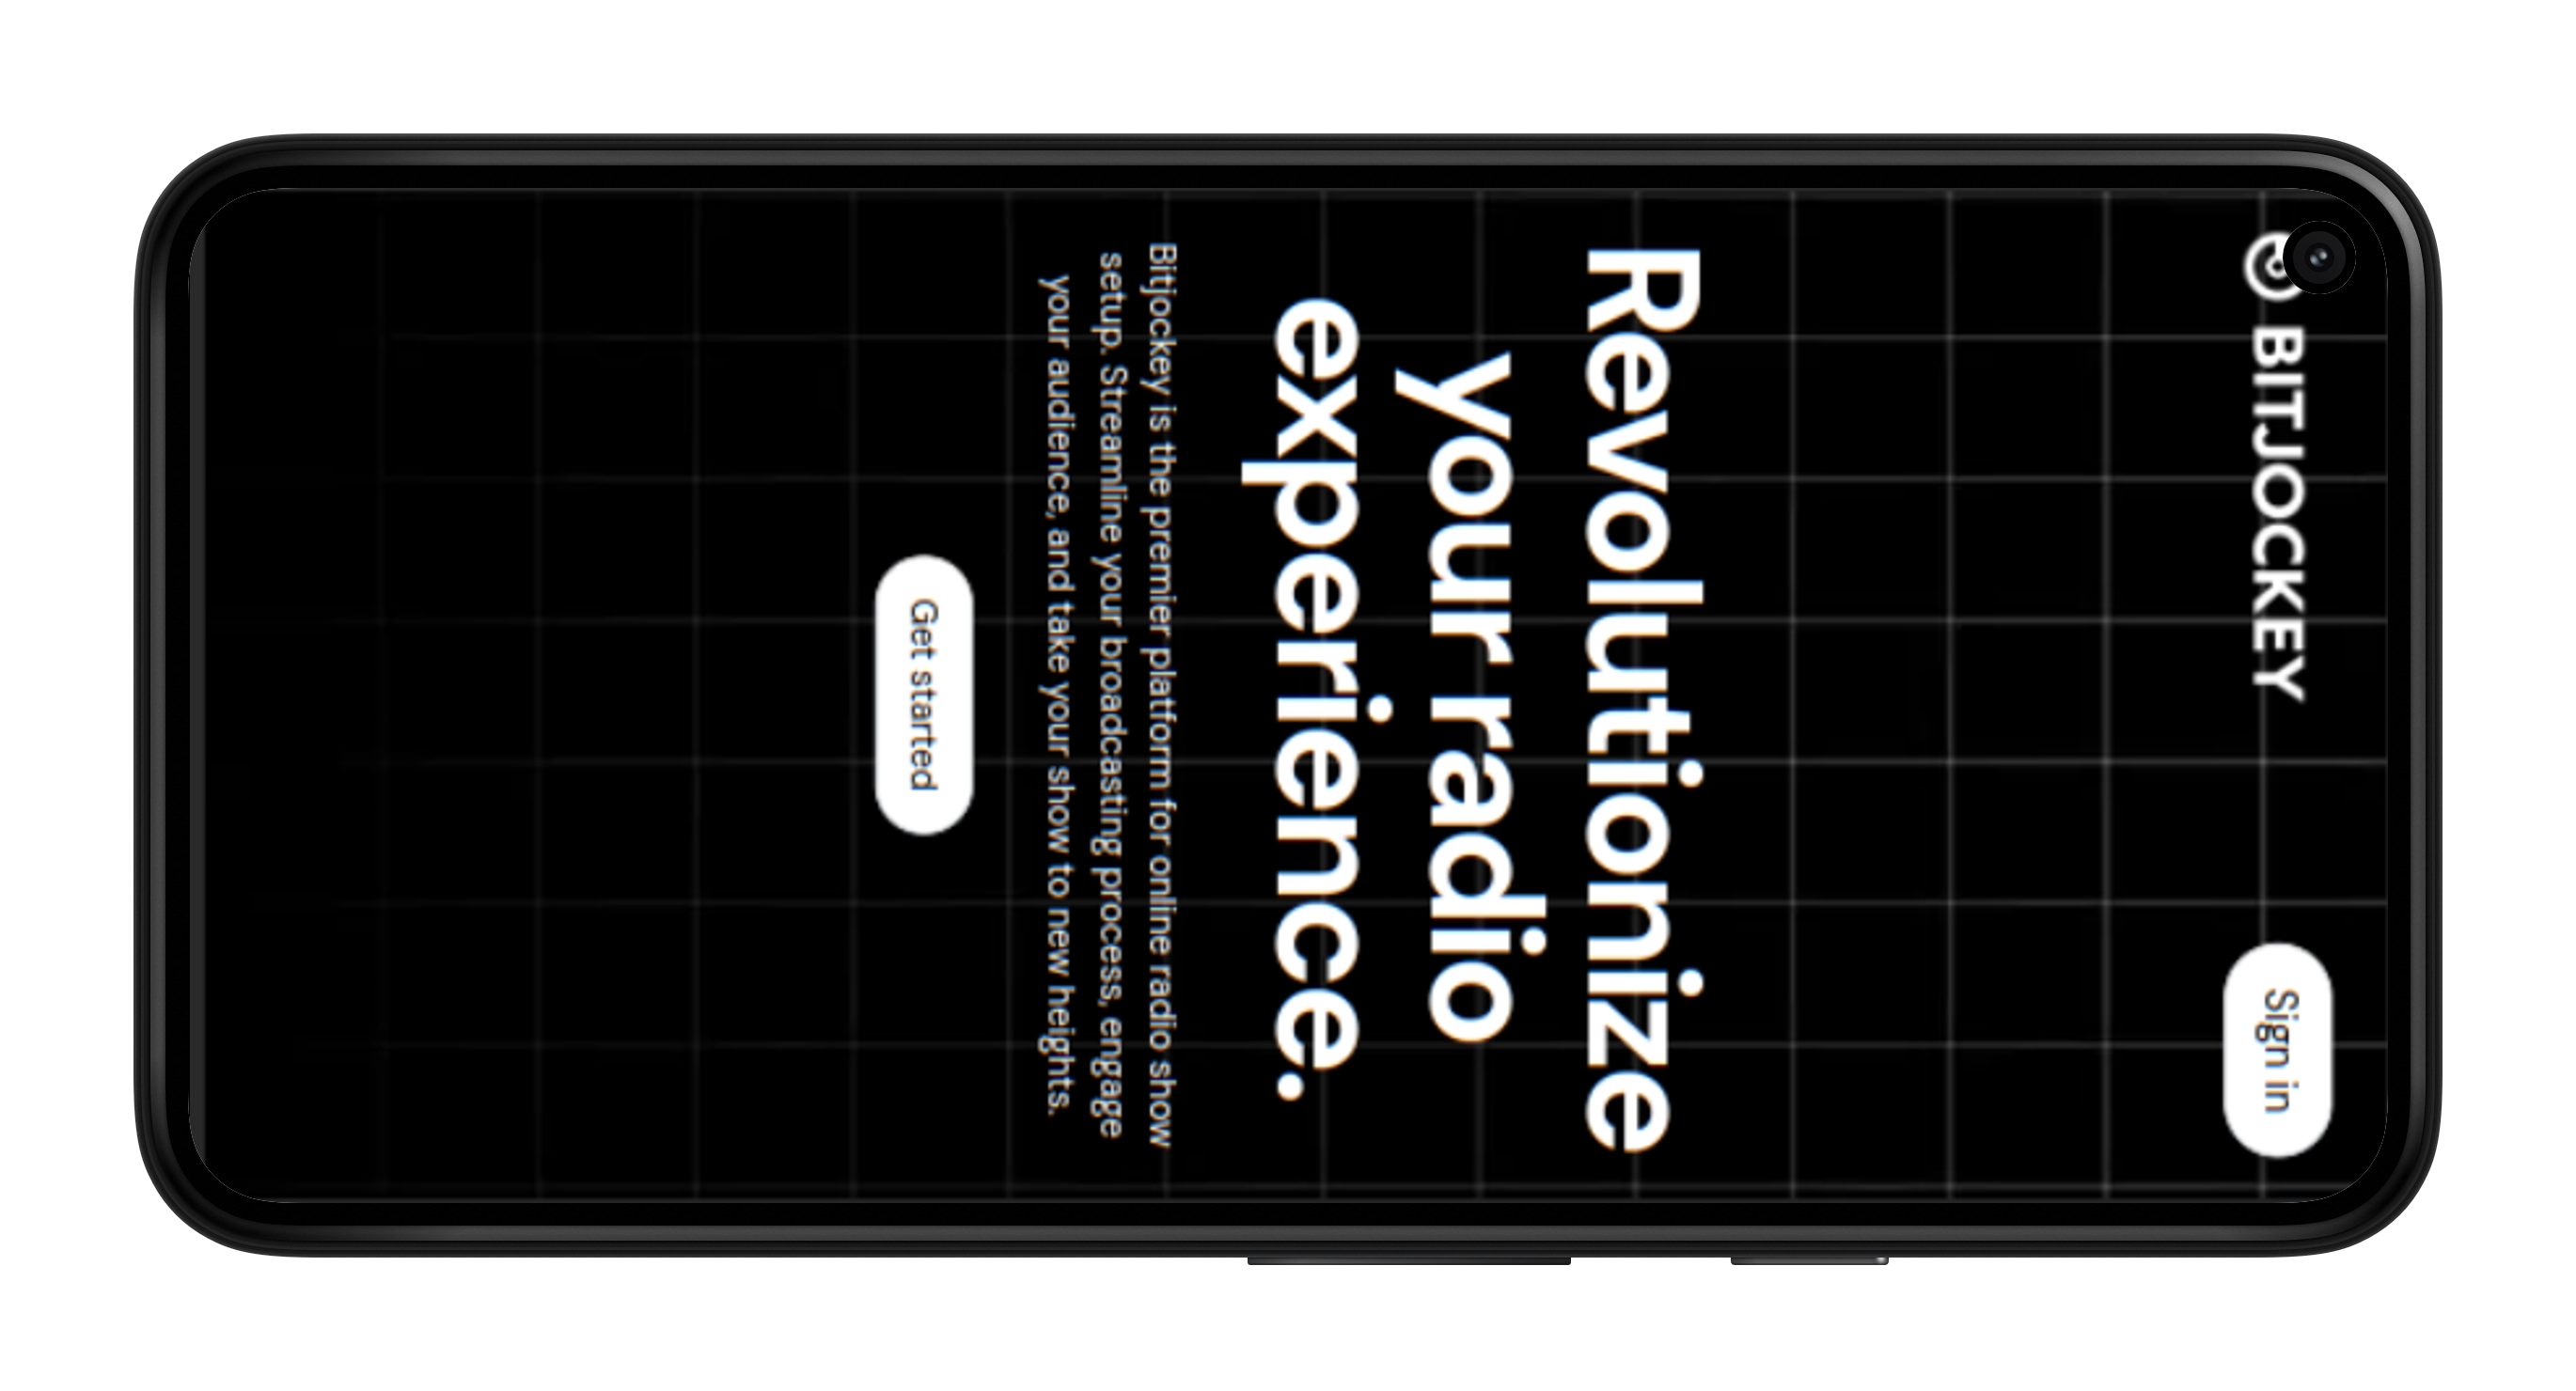 BITJOCKEY
Sign in
Revolutionize
your radio
experience.
Bitjockey is the premier platform for online radio show
setup. Streamline your broadcasting process, engage
your audience, and take your show to new heights.
Get started